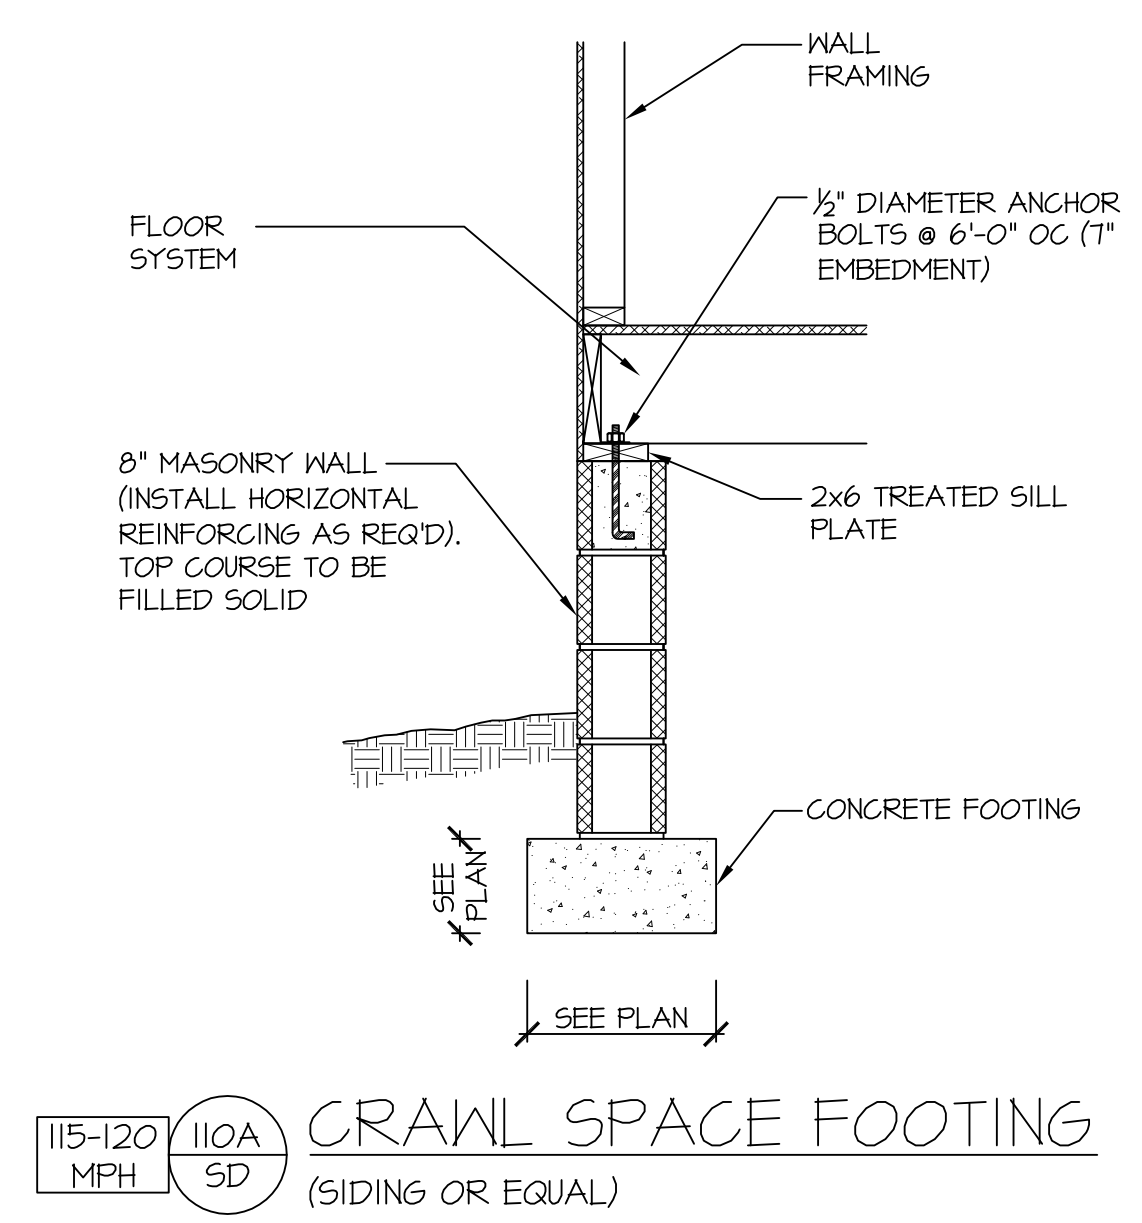 WALL
FRAMING
½" DIAMETER ANCHOR
BOLTS @ 6'-0" OC (7"
EMBEDMENT)
FLOOR
SYSTEM
8" MASONRY WALL
(INSTALL HORIZONTAL
REINFORCING AS REQ'D).
TOP COURSE TO BE
FILLED SOLID
2x6 TREATED SILL
PLATE
CONCRETE FOOTING
SEE
PLAN
SEE PLAN
115-120
MPH
110A
SD
CRAWL SPACE FOOTING
(SIDING OR EQUAL)